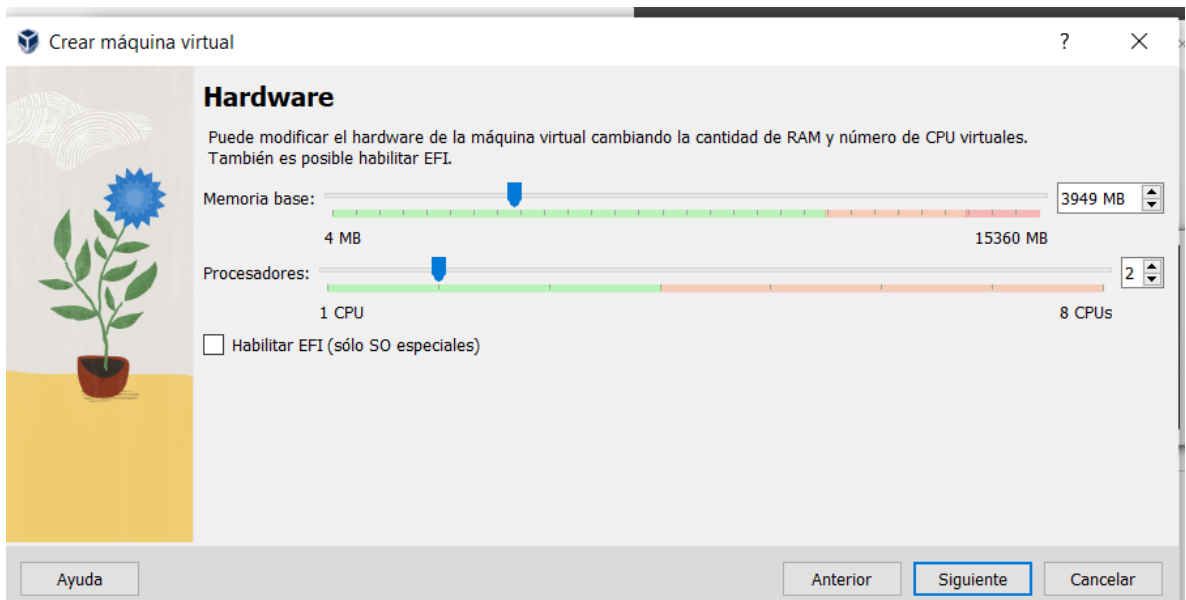 Crear máquina virtual
?
Hardware
Puede modificar el hardware de la máquina virtual cambiando la cantidad de RAM y número de CPU virtuales.
También es posible habilitar EFI.
Memoria base:
3949 MB
4 MB
15360 MB
Procesadores:
2
1 CPU
8 CPUs
Habilitar EFI (sólo SO especiales)
Ayuda
Anterior
Siguiente
Cancelar